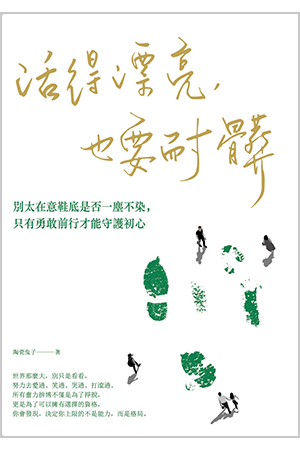 活得漂亮，
也要耐髒
別太在意鞋底是否一塵不染，
只有勇敢前行才能守護初心
陶瓷兔子——著
世界那麼大，別只是看看。
努力去愛過、笑過、哭過、打滾過。
所有奮力拚博不僅是為了掙脫，
更是為了可以擁有選擇的資格。
你會發現，決定你上限的不是能力，而是格局。